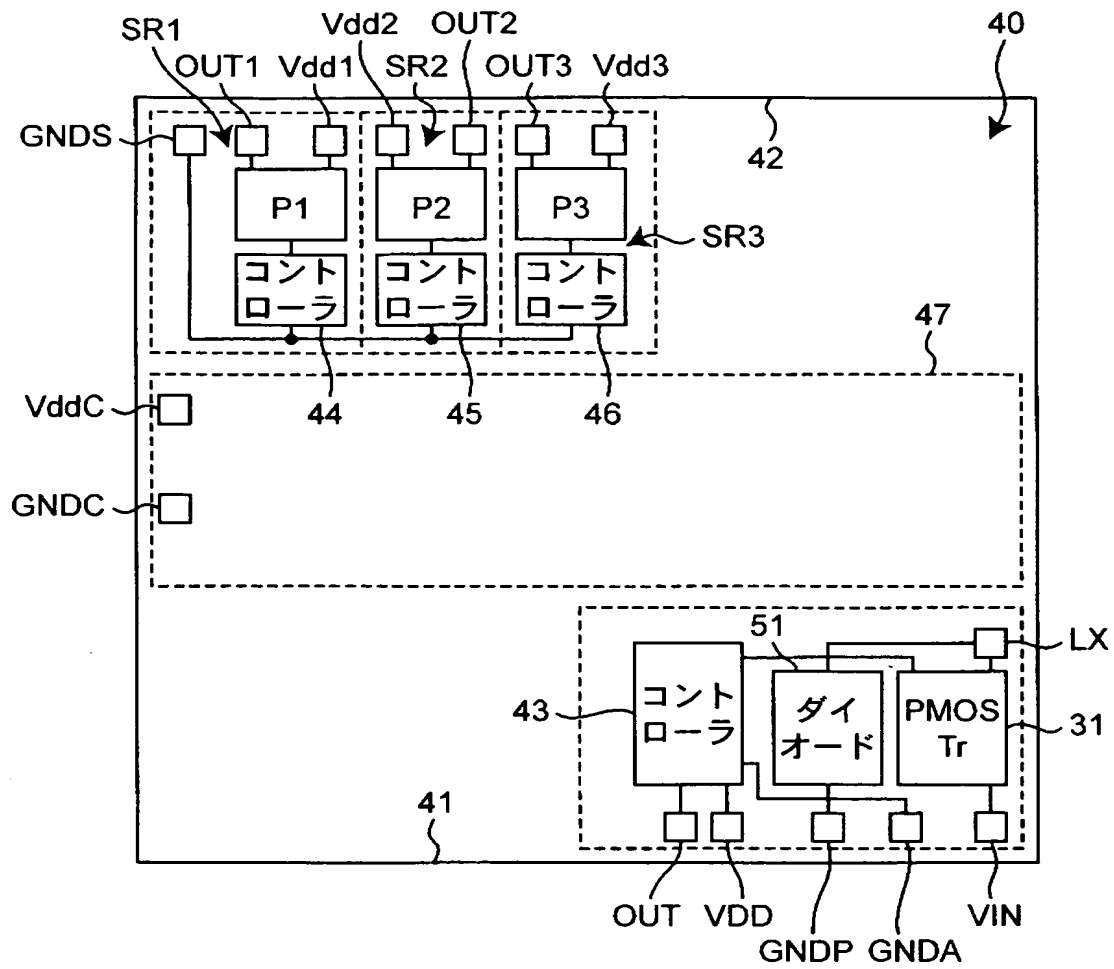 SR1
OUT1
Vdd1
Vdd2
SR2
OUT2
OUT3
Vdd3
40
GNDS
42
P1
P2
P3
SR3
コント
ローラ
コント
ローラ
コント
ローラ
47
VddC
44
45
46
GNDC
51
LX
43
コント
ローラ
ダイ
オード
PMOS
Tr
31
41
OUT
VDD
GNDP
GNDA
VIN